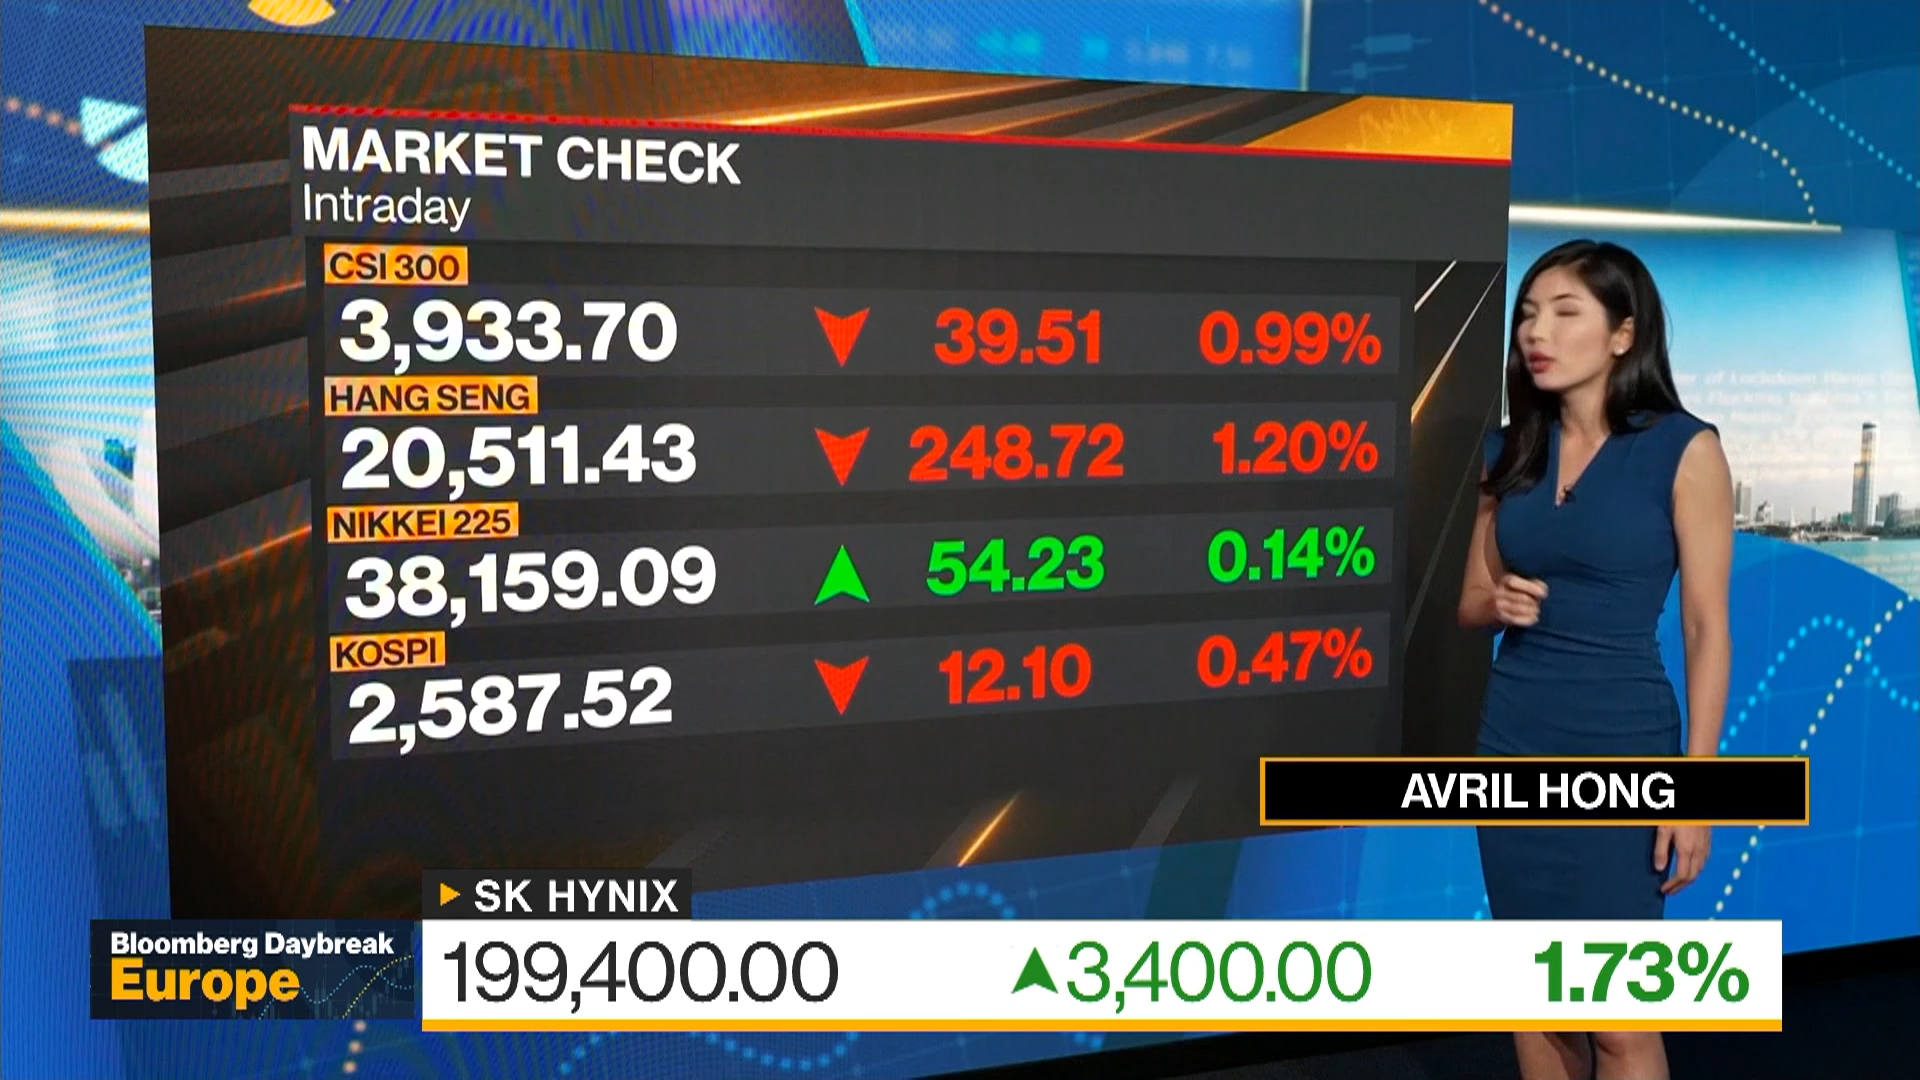 MARKET CHECK
Intraday
CSI 300
3,933.70 ▼ 39.51 0.99%
HANG SENG
20,511.43 ▼ 248.72 1.20%
NIKKEI 225
38,159.09 ▲ 54.23 0.14%
KOSPI
2,587.52 ▼ 12.10 0.47%
AVRIL HONG
SK HYNIX
Bloomberg Daybreak
Europe
199,400.00 ▲3,400.00 1.73%